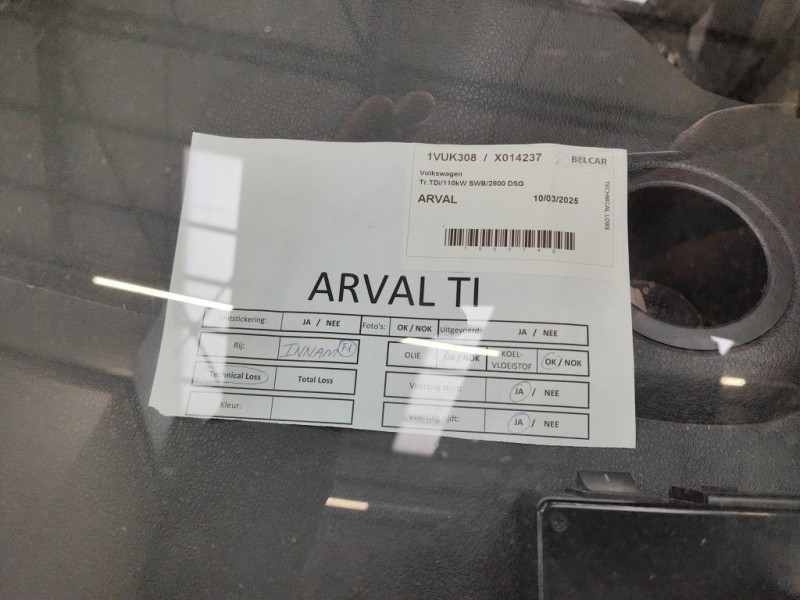 1VUK308 / X014237 BELCAR
Volkswagen
Tr.TDi/110kW SWB/2800 DSG
ARVAL 10/03/2025
TECHNICAL LOSS
ARVAL TI
Ontstickering: JA / NEE Foto's: OK / NOK Uitgevoerd: JA / NEE
Rij: INNAM F1
OLIE OK / NOK KOEL-
VLOEISTOF OK / NOK
Technical Loss Total Loss
Voertuig start: JA / NEE
Kleur:
Voertuig rijdt: JA / NEE